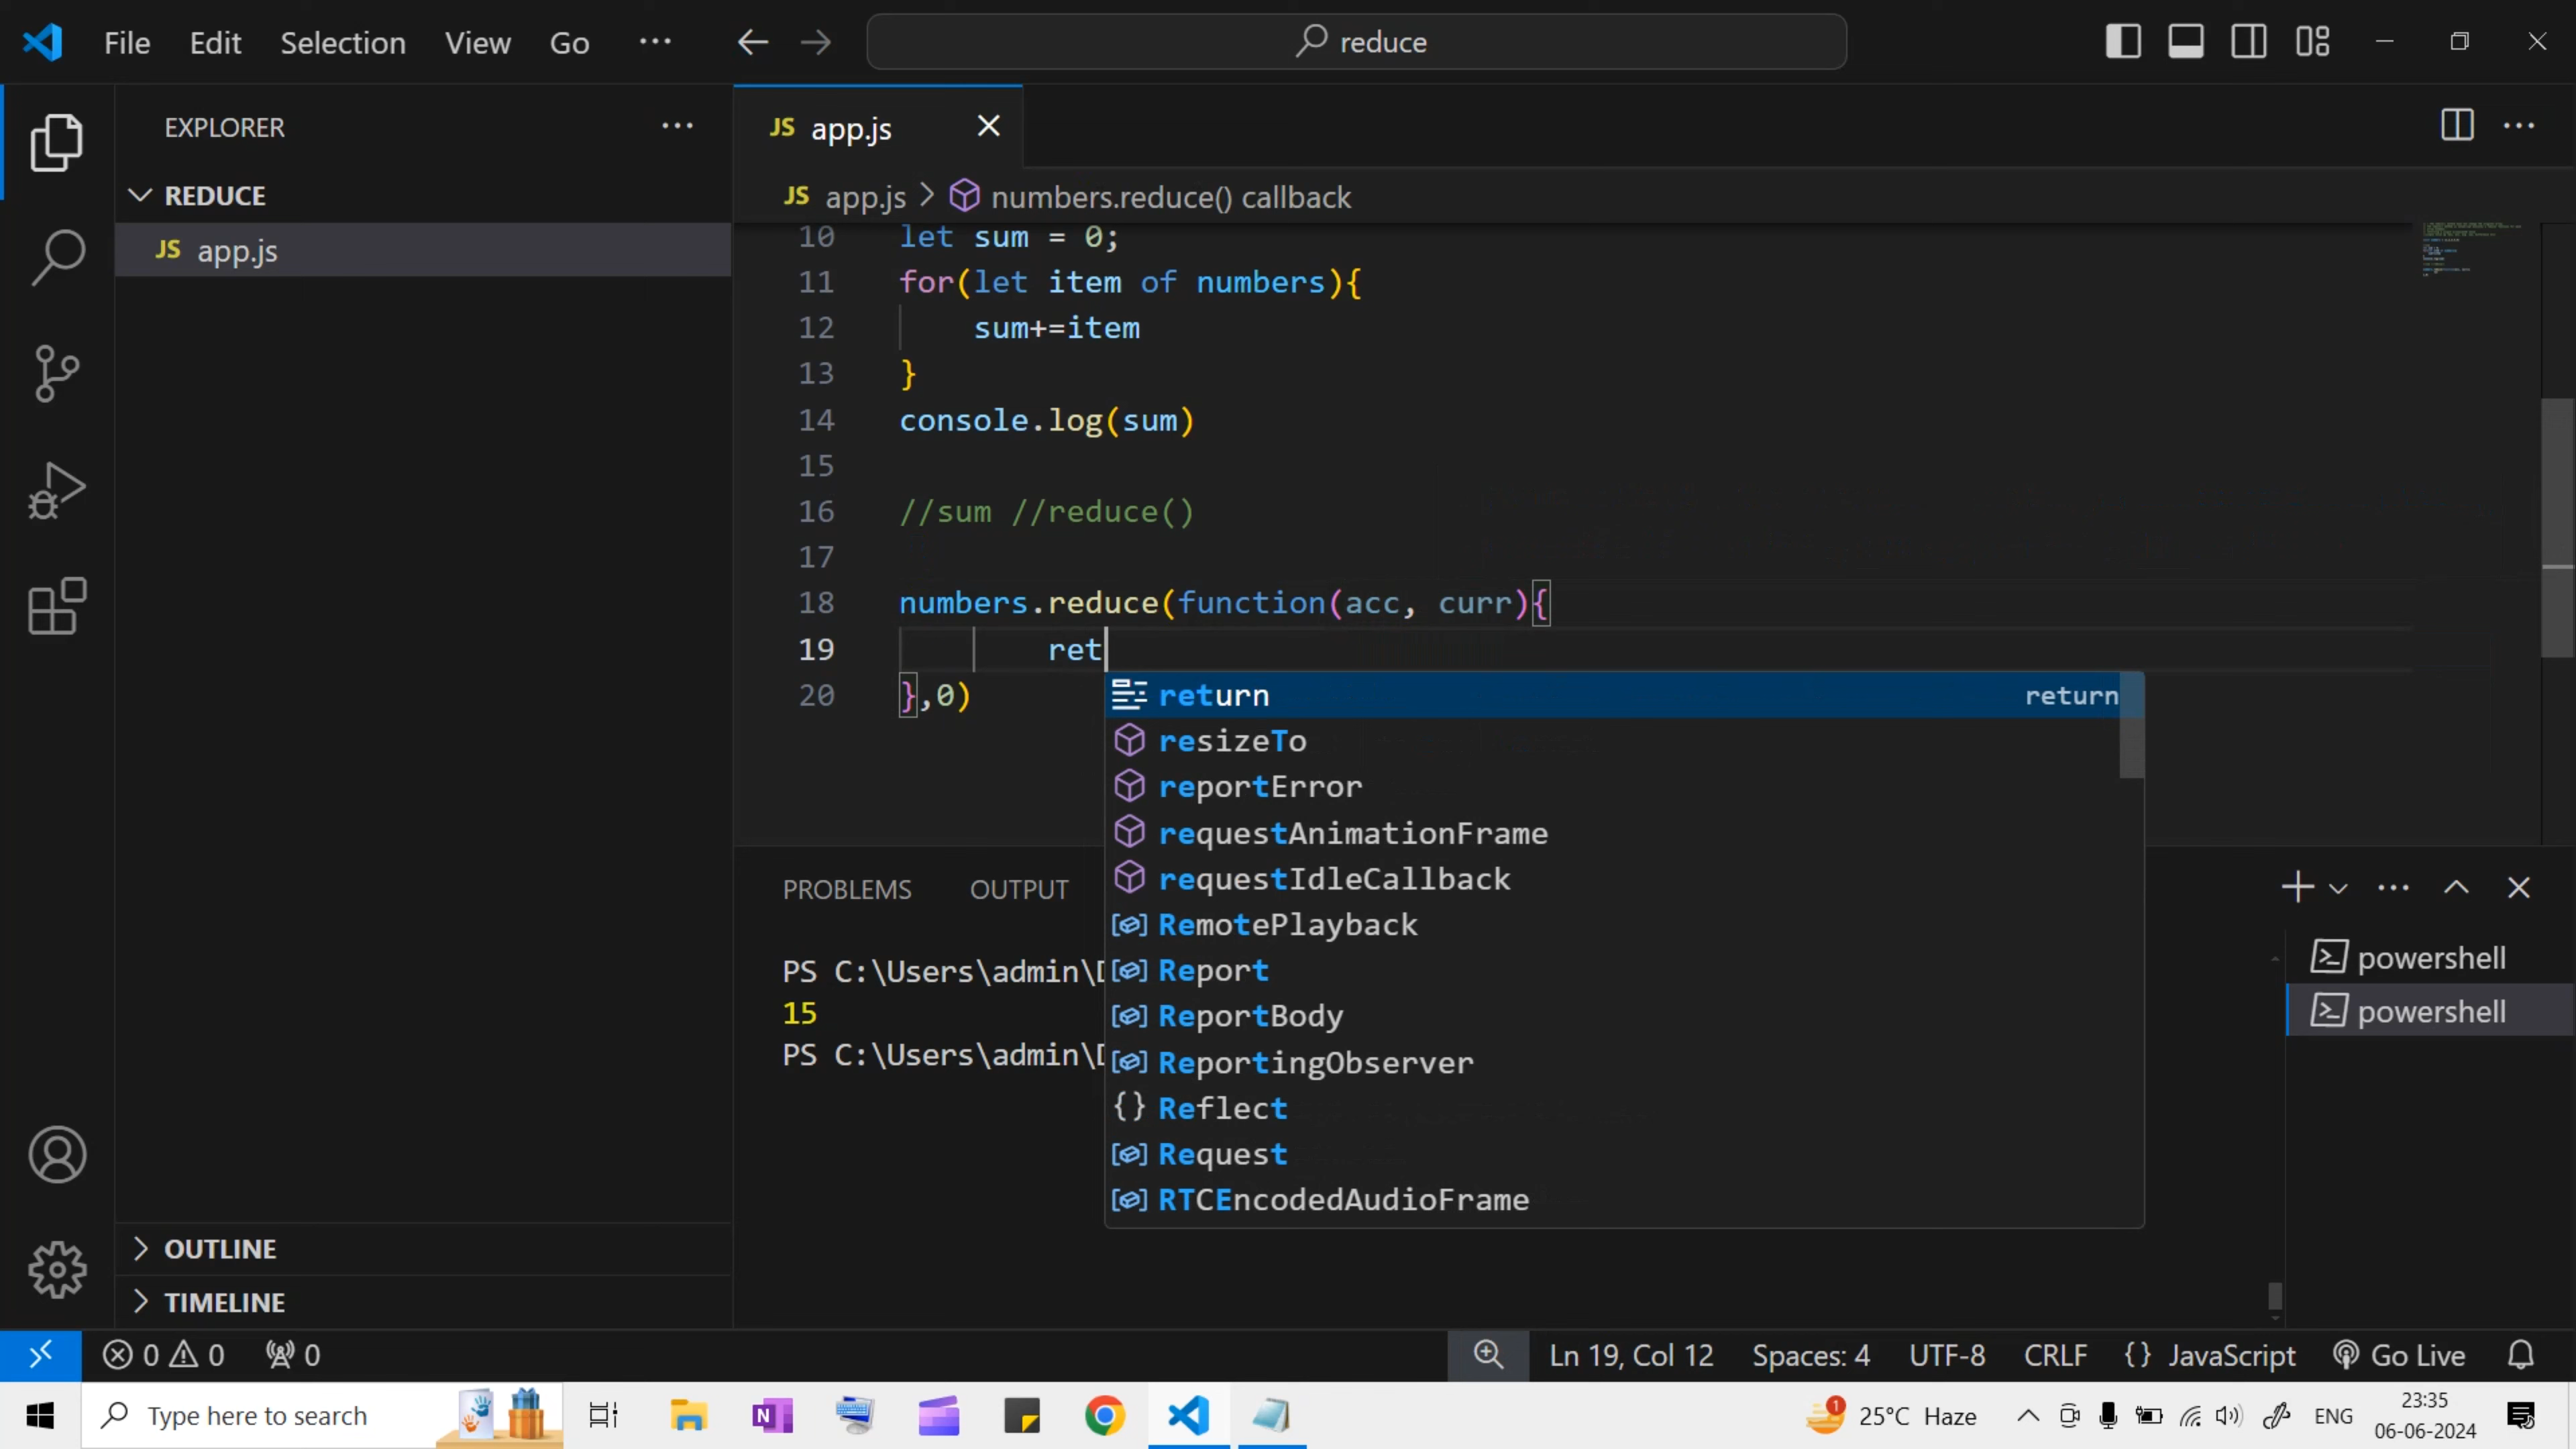 File Edit Selection View Go ··· reduce
EXPLORER ···
JS app.js
REDUCE
JS app.js > numbers.reduce() callback
JS app.js
10 let sum = 0;
11 for(let item of numbers){
12 sum+=item
13 }
14 console.log(sum)
15
16 //sum //reduce()
17
18 numbers.reduce(function(acc, curr){
19 ret
20 },0)
return return
resizeTo
reportError
requestAnimationFrame
requestIdleCallback
RemotePlayback
Report
ReportBody
ReportingObserver
Reflect
Request
RTCEncodedAudioFrame
PROBLEMS OUTPUT
PS C:\Users\admin\D
15
PS C:\Users\admin\D
powershell
powershell
OUTLINE
TIMELINE
0 0 0 Ln 19, Col 12 Spaces: 4 UTF-8 CRLF {} JavaScript Go Live
Type here to search N 1 25°C Haze ENG 23:35
06-06-2024